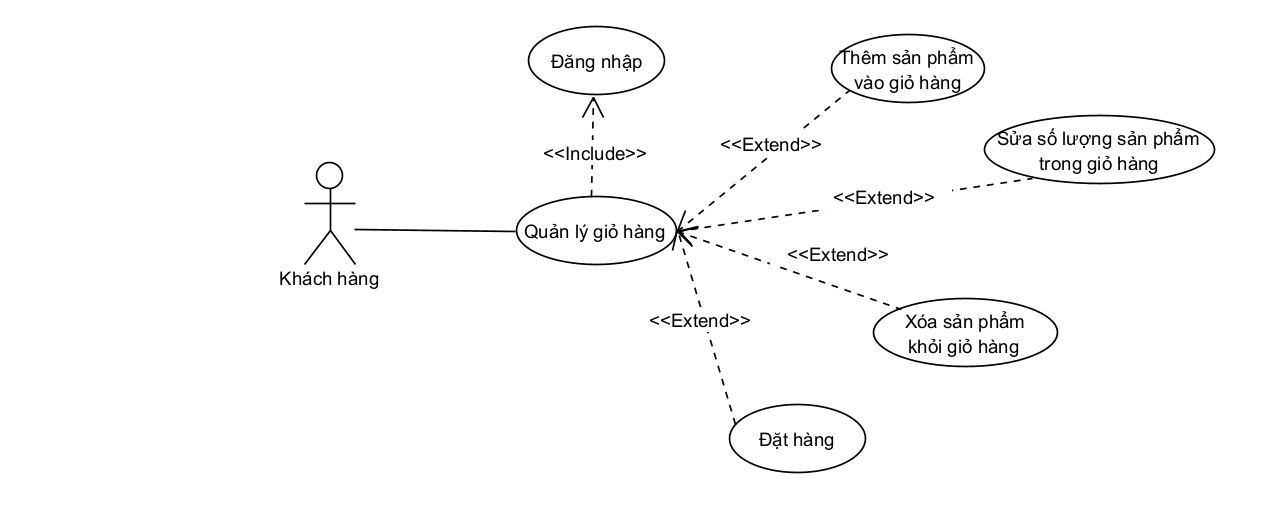 Đăng nhập
Thêm sản phẩm
vào giỏ hàng
<<Extend>>
Sửa số lượng sản phẩm
trong giỏ hàng
<<Include>>
<<Extend>>
Quản lý giỏ hàng
<<Extend>>
Khách hàng
<<Extend>>
Xóa sản phẩm
khỏi giỏ hàng
Đặt hàng